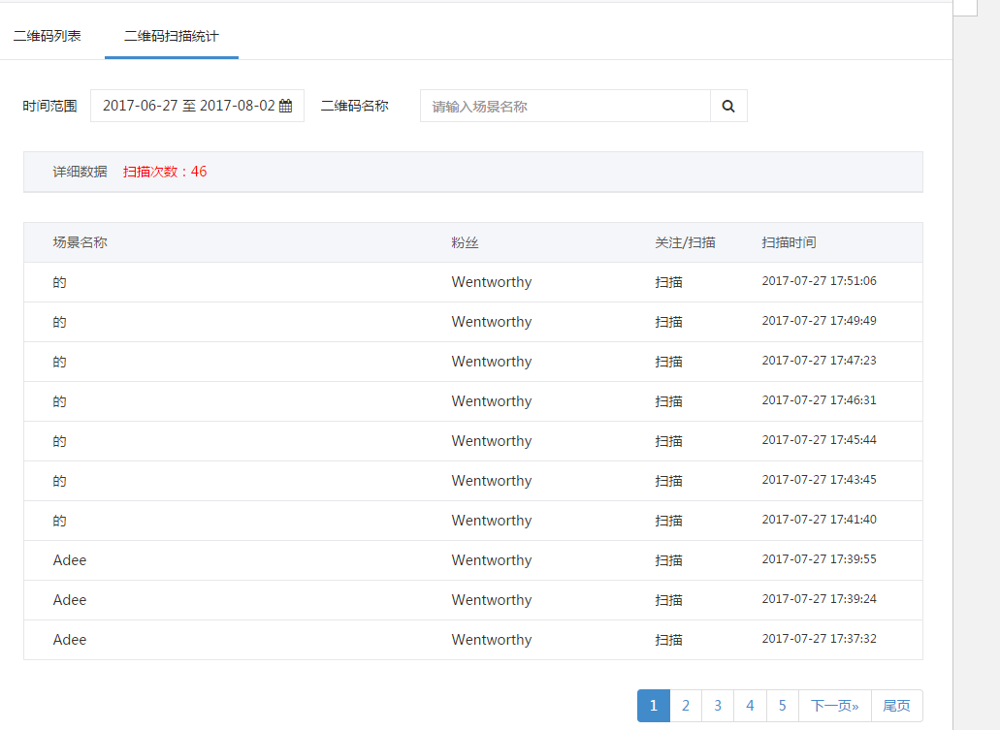 二维码列表 二维码扫描统计
时间范围 2017-06-27 至 2017-08-02 二维码名称 请输入场景名称
详细数据 扫描次数：46
场景名称 粉丝 关注/扫描 扫描时间
的 Wentworthy 扫描 2017-07-27 17:51:06
的 Wentworthy 扫描 2017-07-27 17:49:49
的 Wentworthy 扫描 2017-07-27 17:47:23
的 Wentworthy 扫描 2017-07-27 17:46:31
的 Wentworthy 扫描 2017-07-27 17:45:44
的 Wentworthy 扫描 2017-07-27 17:43:45
的 Wentworthy 扫描 2017-07-27 17:41:40
Adee Wentworthy 扫描 2017-07-27 17:39:55
Adee Wentworthy 扫描 2017-07-27 17:39:24
Adee Wentworthy 扫描 2017-07-27 17:37:32
1 2 3 4 5 下一页» 尾页